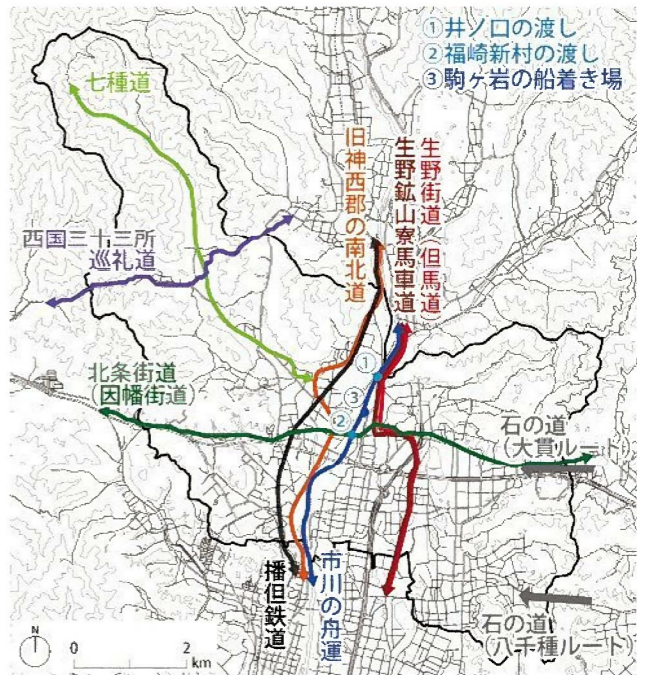 ①井ノ口の渡し
②福崎新村の渡し
③駒ヶ岩の船着き場
七種道
旧神西郡の南北道
生野鉱山寮馬車道
生野街道（但馬道）
西国三十三所
巡礼道
北条街道
（因幡街道）
①
③
②
石の道
（大貫ルート）
播但鉄道
市川の舟運
石の道
（八千種ルート）
N
0 2
km